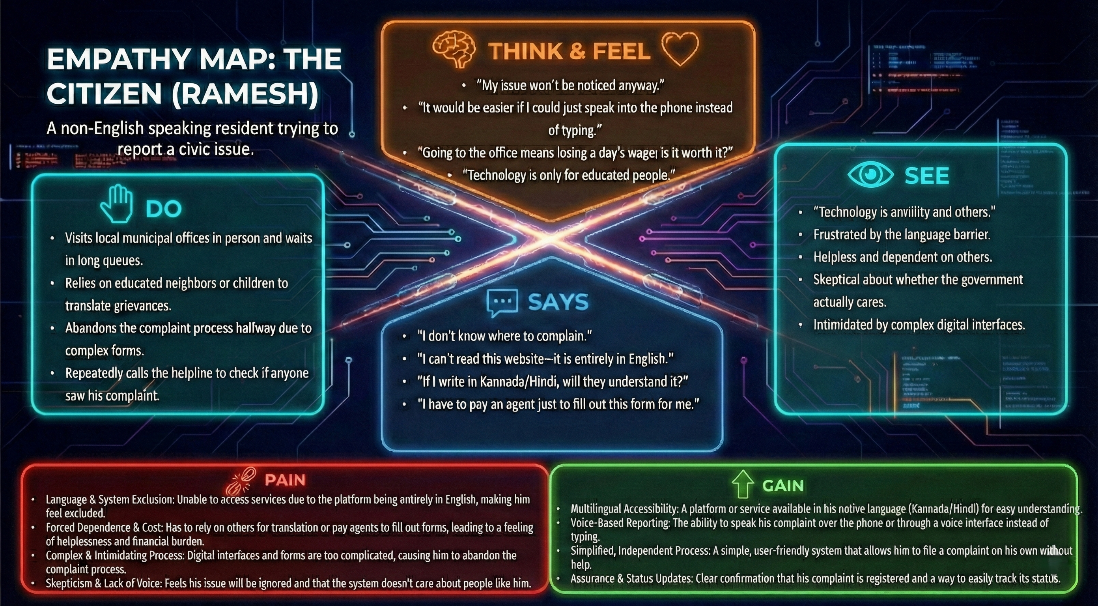 EMPATHY MAP: THE
CITIZEN (RAMESH)
A non-English speaking resident trying to
report a civic issue.
THINK & FEEL
• "My issue won't be noticed anyway."
• "It would be easier if I could just speak into the phone instead
of typing."
• "Going to the office means losing a day's wage; is it worth it?"
• "Technology is only for educated people."
DO
• Visits local municipal offices in person and waits
in long queues.
• Relies on educated neighbors or children to
translate grievances.
• Abandons the complaint process halfway due to
complex forms.
• Repeatedly calls the helpline to check if anyone
saw his complaint.
SAYS
• "I don't know where to complain."
• "I can't read this website—it is entirely in English."
• "If I write in Kannada/Hindi, will they understand it?"
• "I have to pay an agent just to fill out this form for me."
SEE
• "Technology is and others."
• Frustrated by the language barrier.
• Helpless and dependent on others.
• Skeptical about whether the government
actually cares.
• Intimidated by complex digital interfaces.
PAIN
• Language & System Exclusion: Unable to access services due to the platform being entirely in English, making him
feel excluded.
• Forced Dependence & Cost: Has to rely on others for translation or pay agents to fill out forms, leading to a feeling
of helplessness and financial burden.
• Complex & Intimidating Process: Digital interfaces and forms are too complicated, causing him to abandon the
complaint process.
• Skepticism & Lack of Voice: Feels his issue will be ignored and that the system doesn't care about people like him.
GAIN
• Multilingual Accessibility: A platform or service available in his notive language (Kannada/Hindl) for easy understanding.
• Voice-Based Reporting: The ability to speak his complaint over the phone or through a voice interface instead of
typing.
• Simplified, Independent Process: A simple, user-friendly system that allows him to file a complaint on his own without
help.
• Assurance & Status Updates: Clear confirmation that his complaint is registered and a way to easily track its status.